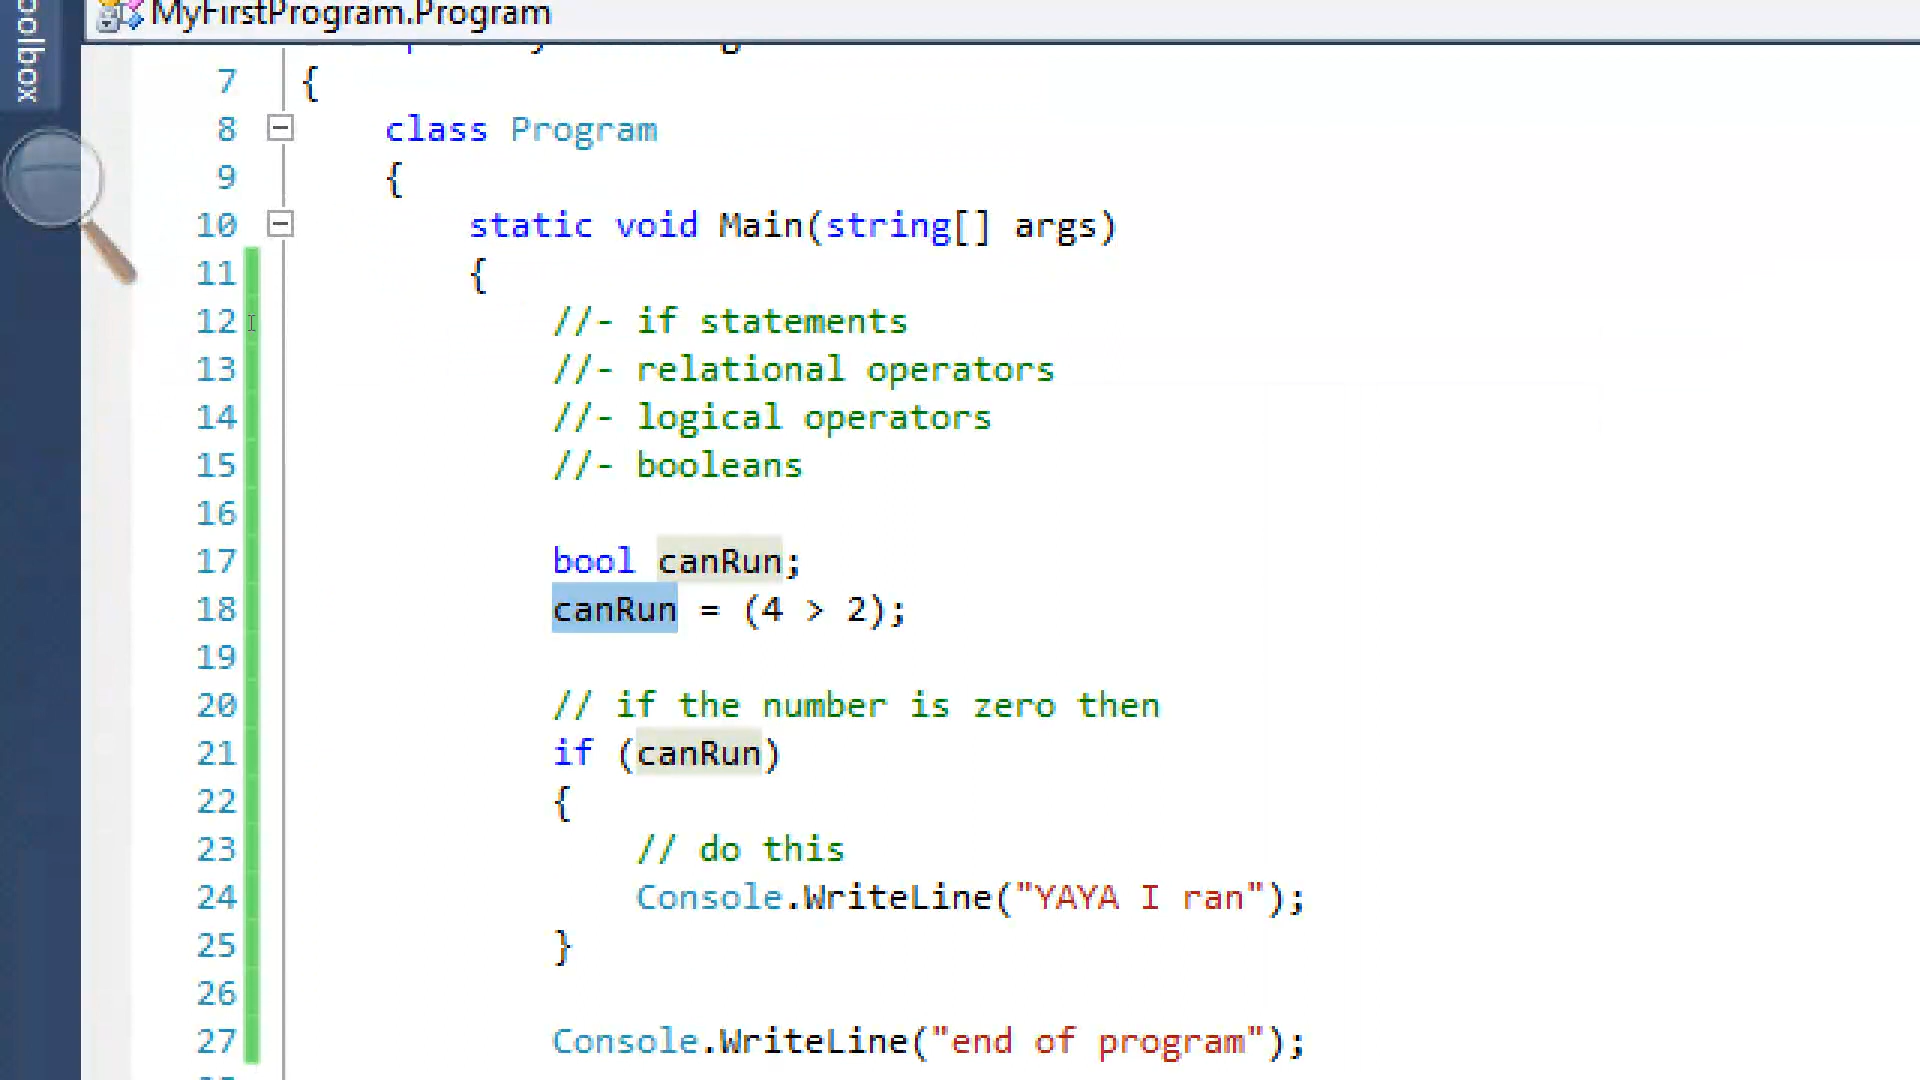 MyFirstProgram.Program
oolbox
7 {
8 class Program
9 {
10 static void Main(string[] args)
11 {
12 //- if statements
13 //- relational operators
14 //- logical operators
15 //- booleans
16
17 bool canRun;
18 canRun = (4 > 2);
19
20 // if the number is zero then
21 if (canRun)
22 {
23 // do this
24 Console.WriteLine("YAYA I ran");
25 }
26
27 Console.WriteLine("end of program");